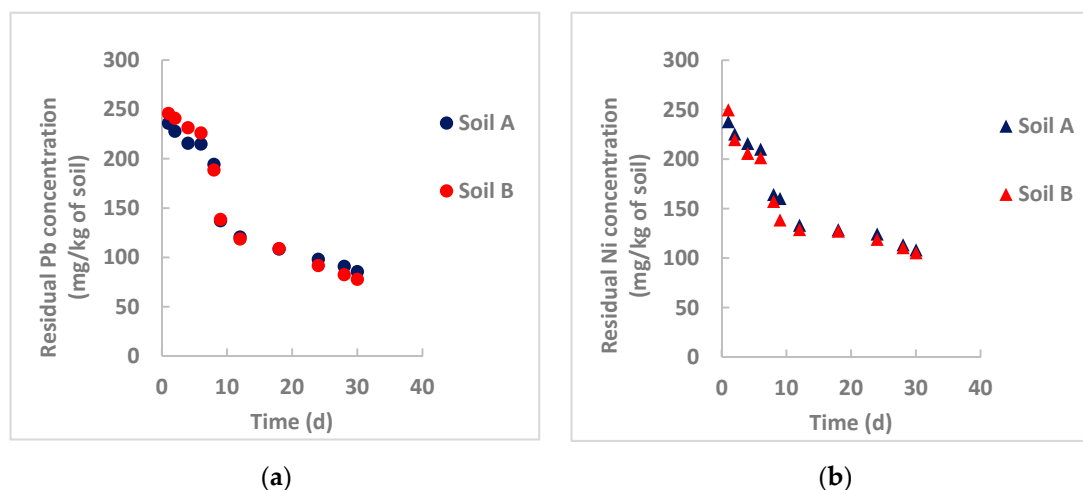 300
250
200
150
100
50
0
0 10 20 30 40
Residual Pb concentration
(mg/kg of soil)
Time (d)
Soil A
Soil B
(a)
300
250
200
150
100
50
0
0 10 20 30 40
Residual Ni concentration
(mg/kg of soil)
Time (d)
Soil A
Soil B
(b)